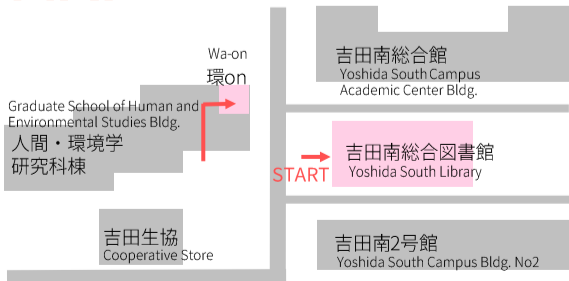 Wa-on
環on
Graduate School of Human and
Environmental Studies Bldg.
人間・環境学
研究科棟
吉田生協
Cooperative Store
吉田南総合館
Yoshida South Campus
Academic Center Bldg.
START
吉田南総合図書館
Yoshida South Library
吉田南2号館
Yoshida South Campus Bldg. No2